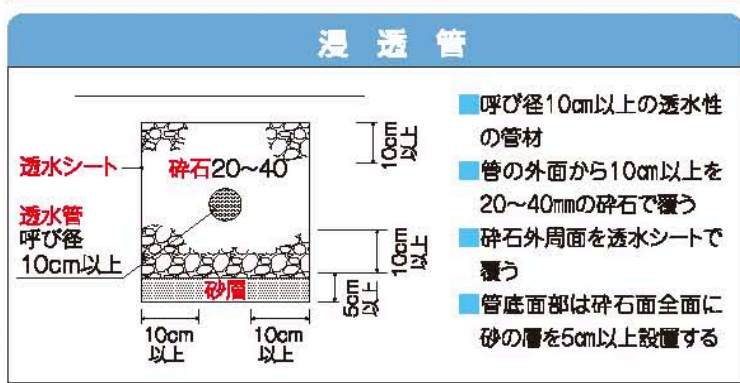 浸透管
透水シート
砕石20～40
10cm
以上
透水管
呼び径
10cm以上
10cm
以上
砂層
5cm
以上
10cm
以上
10cm
以上
■呼び径10cm以上の透水性
の管材
■管の外面から10cm以上を
20～40mmの砕石で覆う
■砕石外周面を透水シートで
覆う
■管底面部は砕石面全面に
砂の層を5cm以上設置する